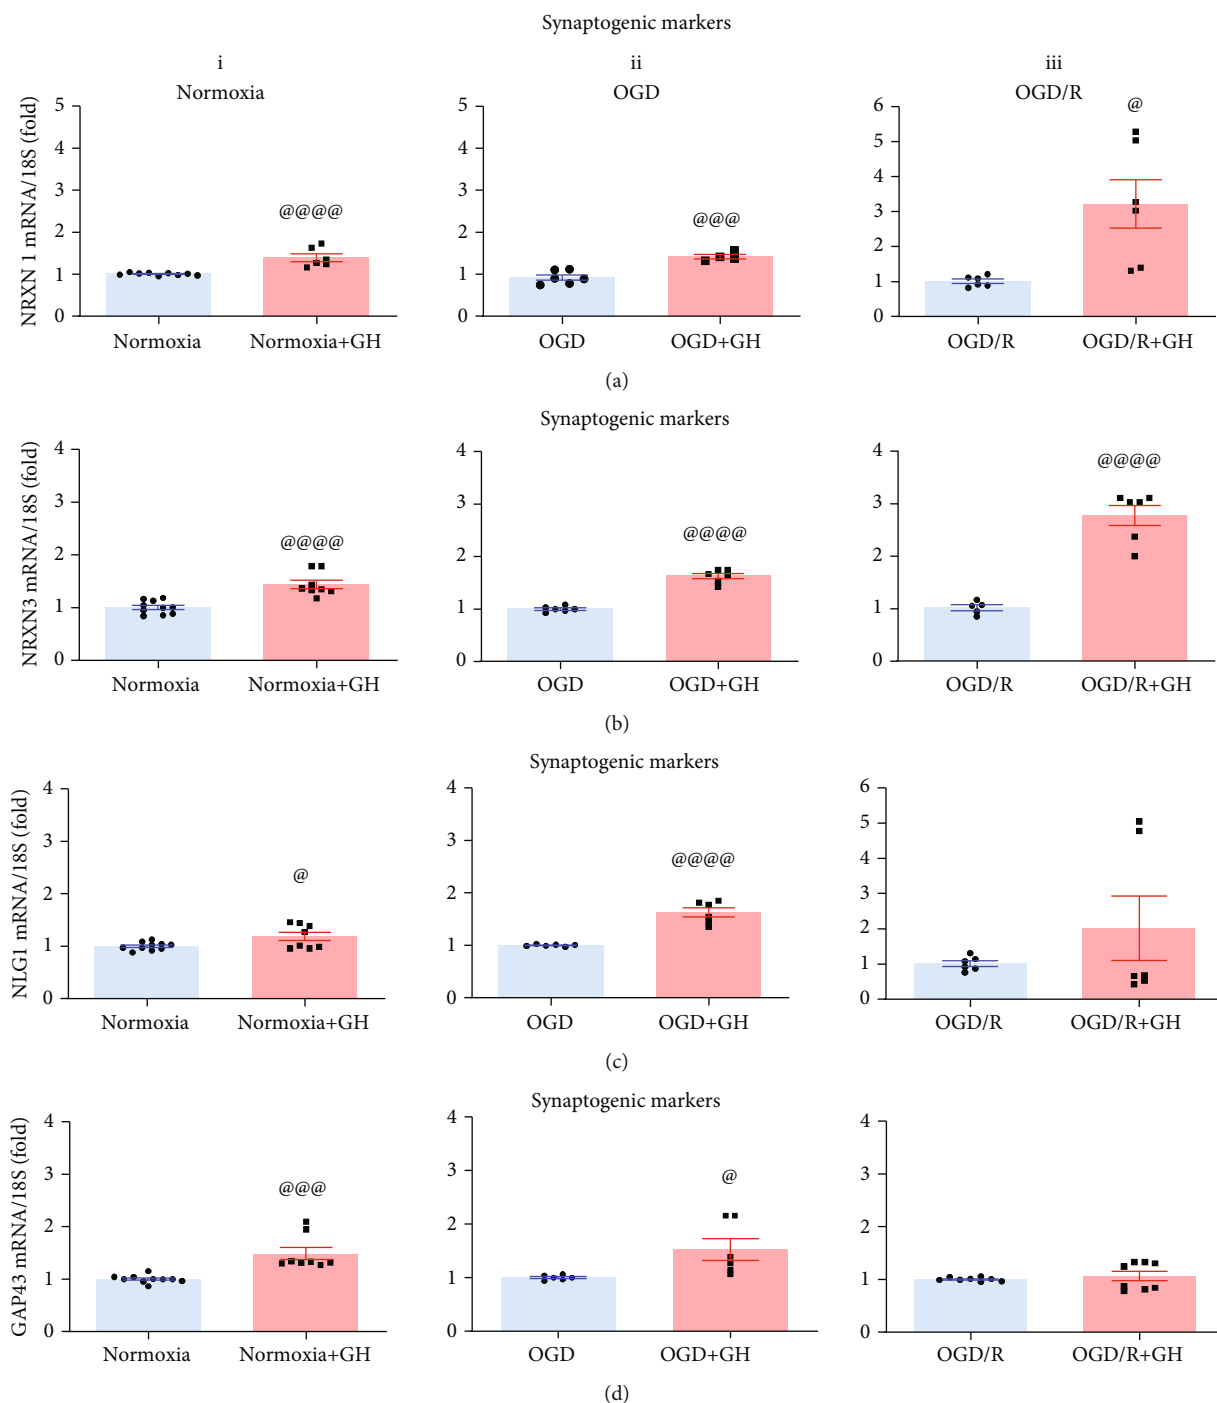 Synaptogenic markers
i
ii
iii
Normoxia
OGD
OGD/R
NRXN 1 mRNA/18S (fold)
5
4
3
2
1
0
@@@@
Normoxia
Normoxia+GH
5
4
3
2
1
0
@@@
OGD
OGD+GH
6
5
4
3
2
1
0
@
OGD/R
OGD/R+GH
(a)
Synaptogenic markers
NRXN3 mRNA/18S (fold)
4
3
2
1
0
@@@@
Normoxia
Normoxia+GH
4
3
2
1
0
@@@@
OGD
OGD+GH
4
3
2
1
0
@@@@
OGD/R
OGD/R+GH
(b)
Synaptogenic markers
NLG1 mRNA/18S (fold)
4
3
2
1
0
@
Normoxia
Normoxia+GH
4
3
2
1
0
@@@@
OGD
OGD+GH
6
5
4
3
2
1
0
OGD/R
OGD/R+GH
(c)
Synaptogenic markers
GAP43 mRNA/18S (fold)
4
3
2
1
0
@@@
Normoxia
Normoxia+GH
4
3
2
1
0
@
OGD
OGD+GH
4
3
2
1
0
OGD/R
OGD/R+GH
(d)